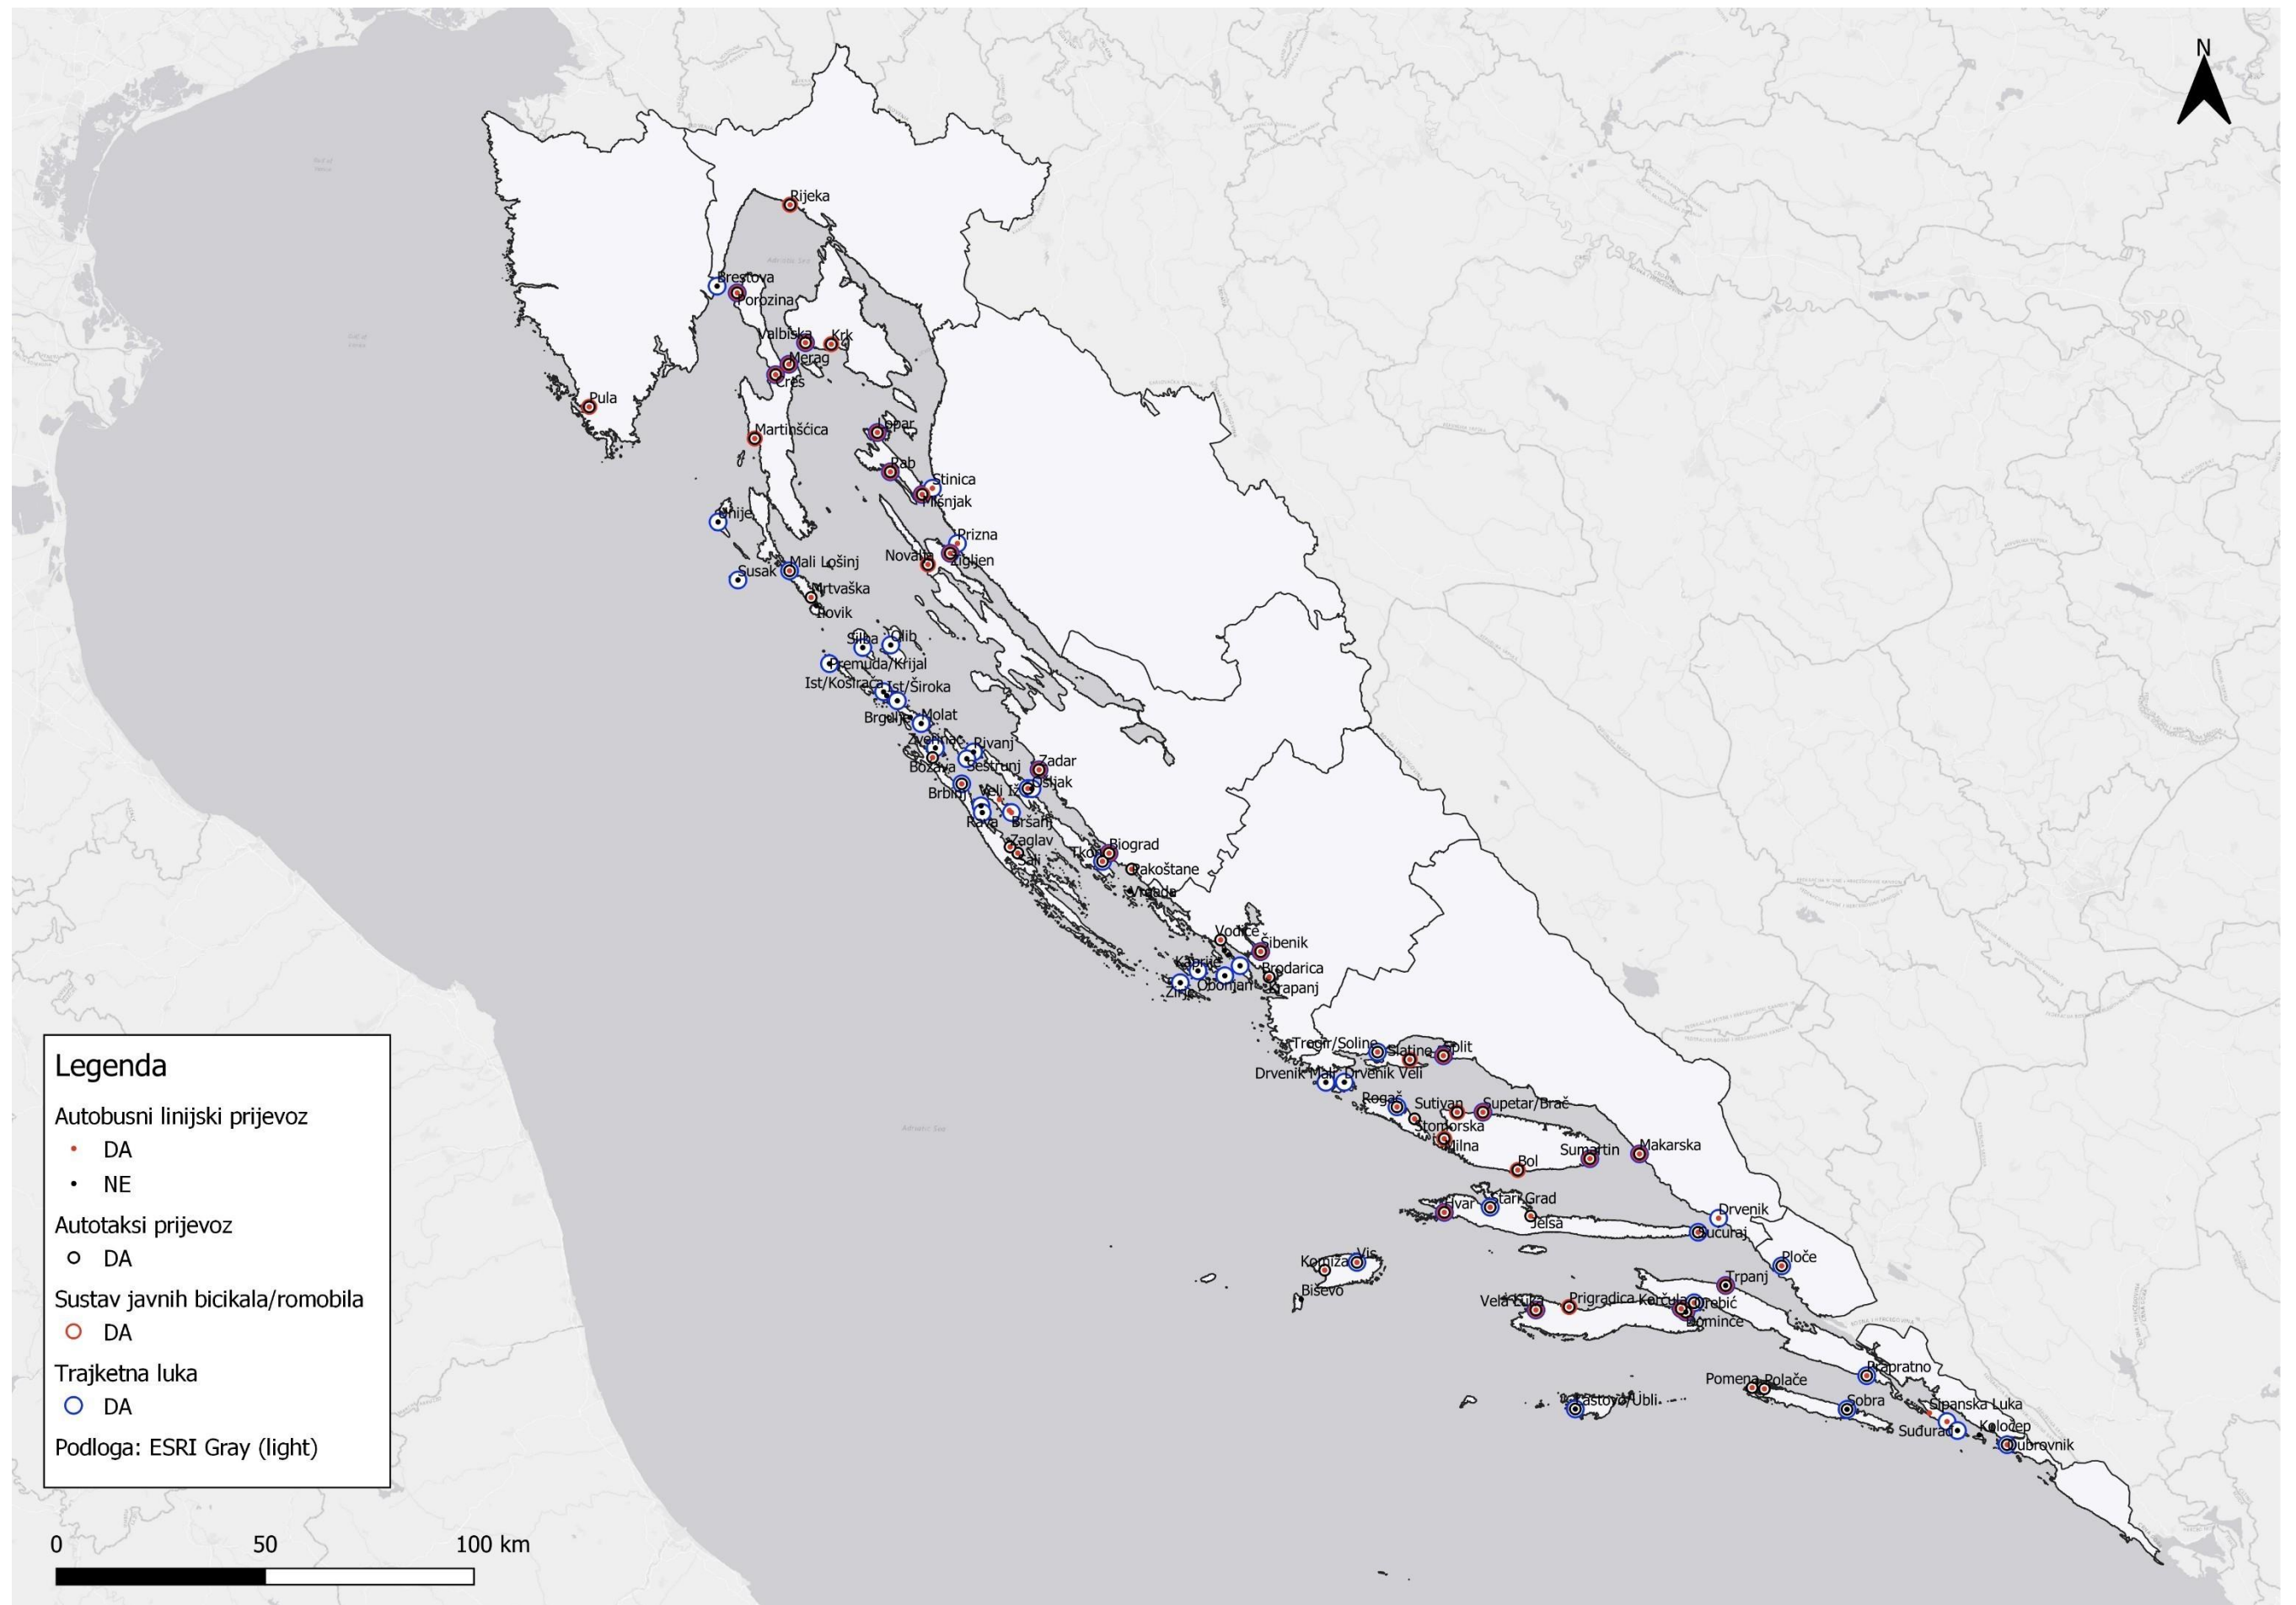 N
Rijeka
Brestova
Porozina
Valbiska
Krk
Merag
Cres
Pula
Martinšćica
Lopar
Rab
Stinica
Mišnjak
Unije
Prizna
Novalja
Žigljen
Susak
Mali Lošinj
Mrtvaška
Ilovik
Silba
Olib
Premuda/Krijal
Ist/Kosirača
Ist/Široka
Brgulje
Molat
Zverinac
Rivanj
Božava
Sestrunj
Zadar
Ošljak
Brbinj
Veli Iž
Rava
Bršanj
Zaglav
Sali
Tkon
Biograd
Pakoštane
Vrgada
Vodice
Šibenik
Kaprije
Brodarica
Obonjan
Krapanj
Žirje
Trogir/Soline
Slatine
Split
Drvenik Mali
Drvenik Veli
Rogač
Sutivan
Supetar/Brač
Stomorska
Milna
Sumartin
Makarska
Bol
Hvar
Stari Grad
Jelsa
Drvenik
Sućuraj
Komiža
Vis
Ploče
Biševo
Trpanj
Vela Luka
Prigradica
Korčula
Orebić
Dominče
Prapratno
Pomena
Polače
Lastovo/Ubli
Sobra
Šipanska Luka
Suđurađ
Koločep
Dubrovnik
Adriatic Sea
Adriatic Sea
Legenda
Autobusni linijski prijevoz
DA
NE
Autotaksi prijevoz
DA
Sustav javnih bicikala/romobila
DA
Trajketna luka
DA
Podloga: ESRI Gray (light)
0 50 100 km